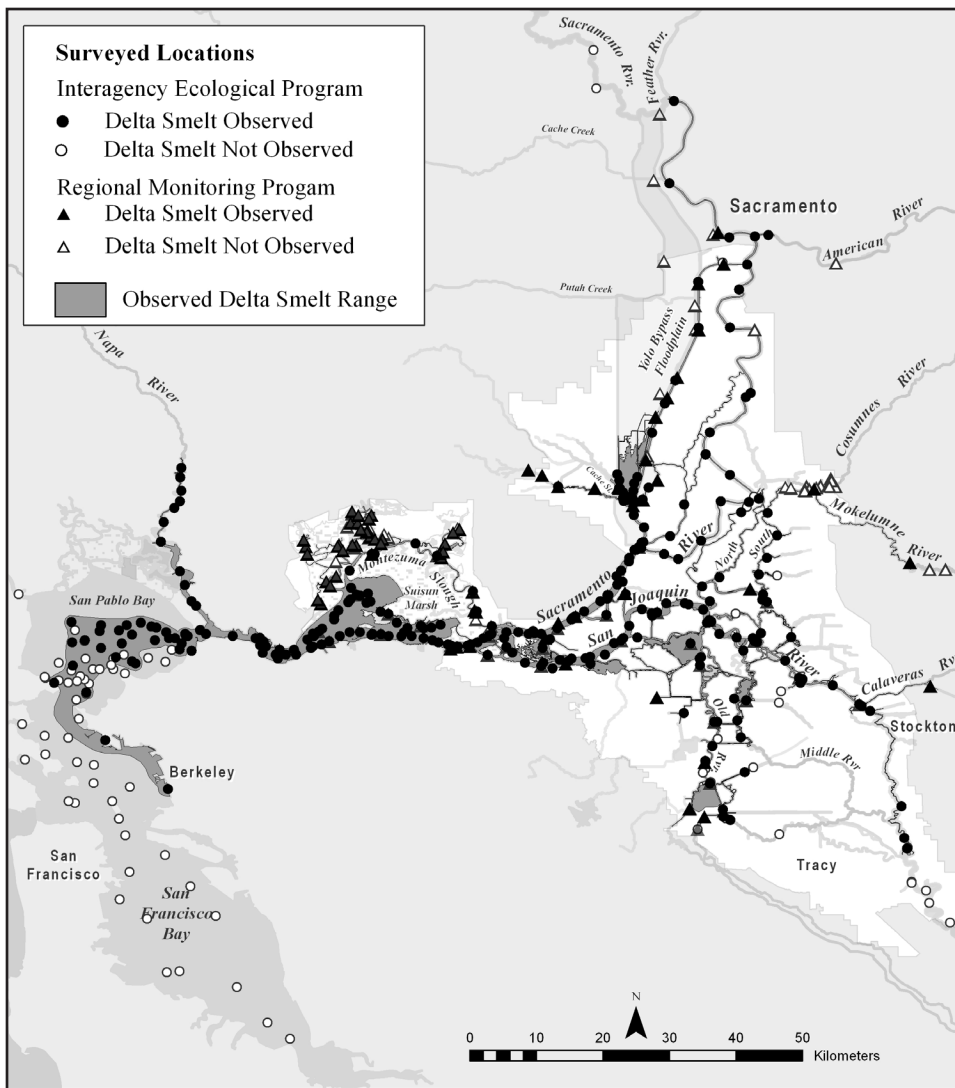 Surveyed Locations
Interagency Ecological Program
Delta Smelt Observed
Delta Smelt Not Observed
Regional Monitoring Progam
Delta Smelt Observed
Delta Smelt Not Observed
Observed Delta Smelt Range
Sacramento Rvr.
Feather Rvr.
Cache Creek
Sacramento
American River
Putah Creek
Napa River
Yolo Bypass
Floodplain
Cosumnes River
Cache
Mokelumne River
Sacramento River
North
South
Montezuma Slough
Suisun
Marsh
San Joaquin River
San Pablo Bay
Calaveras
Stockton
Old Rvr.
Middle Rvr
Berkeley
San
Francisco
Tracy
San
Francisco
Bay
N
0 10 20 30 40 50
Kilometers